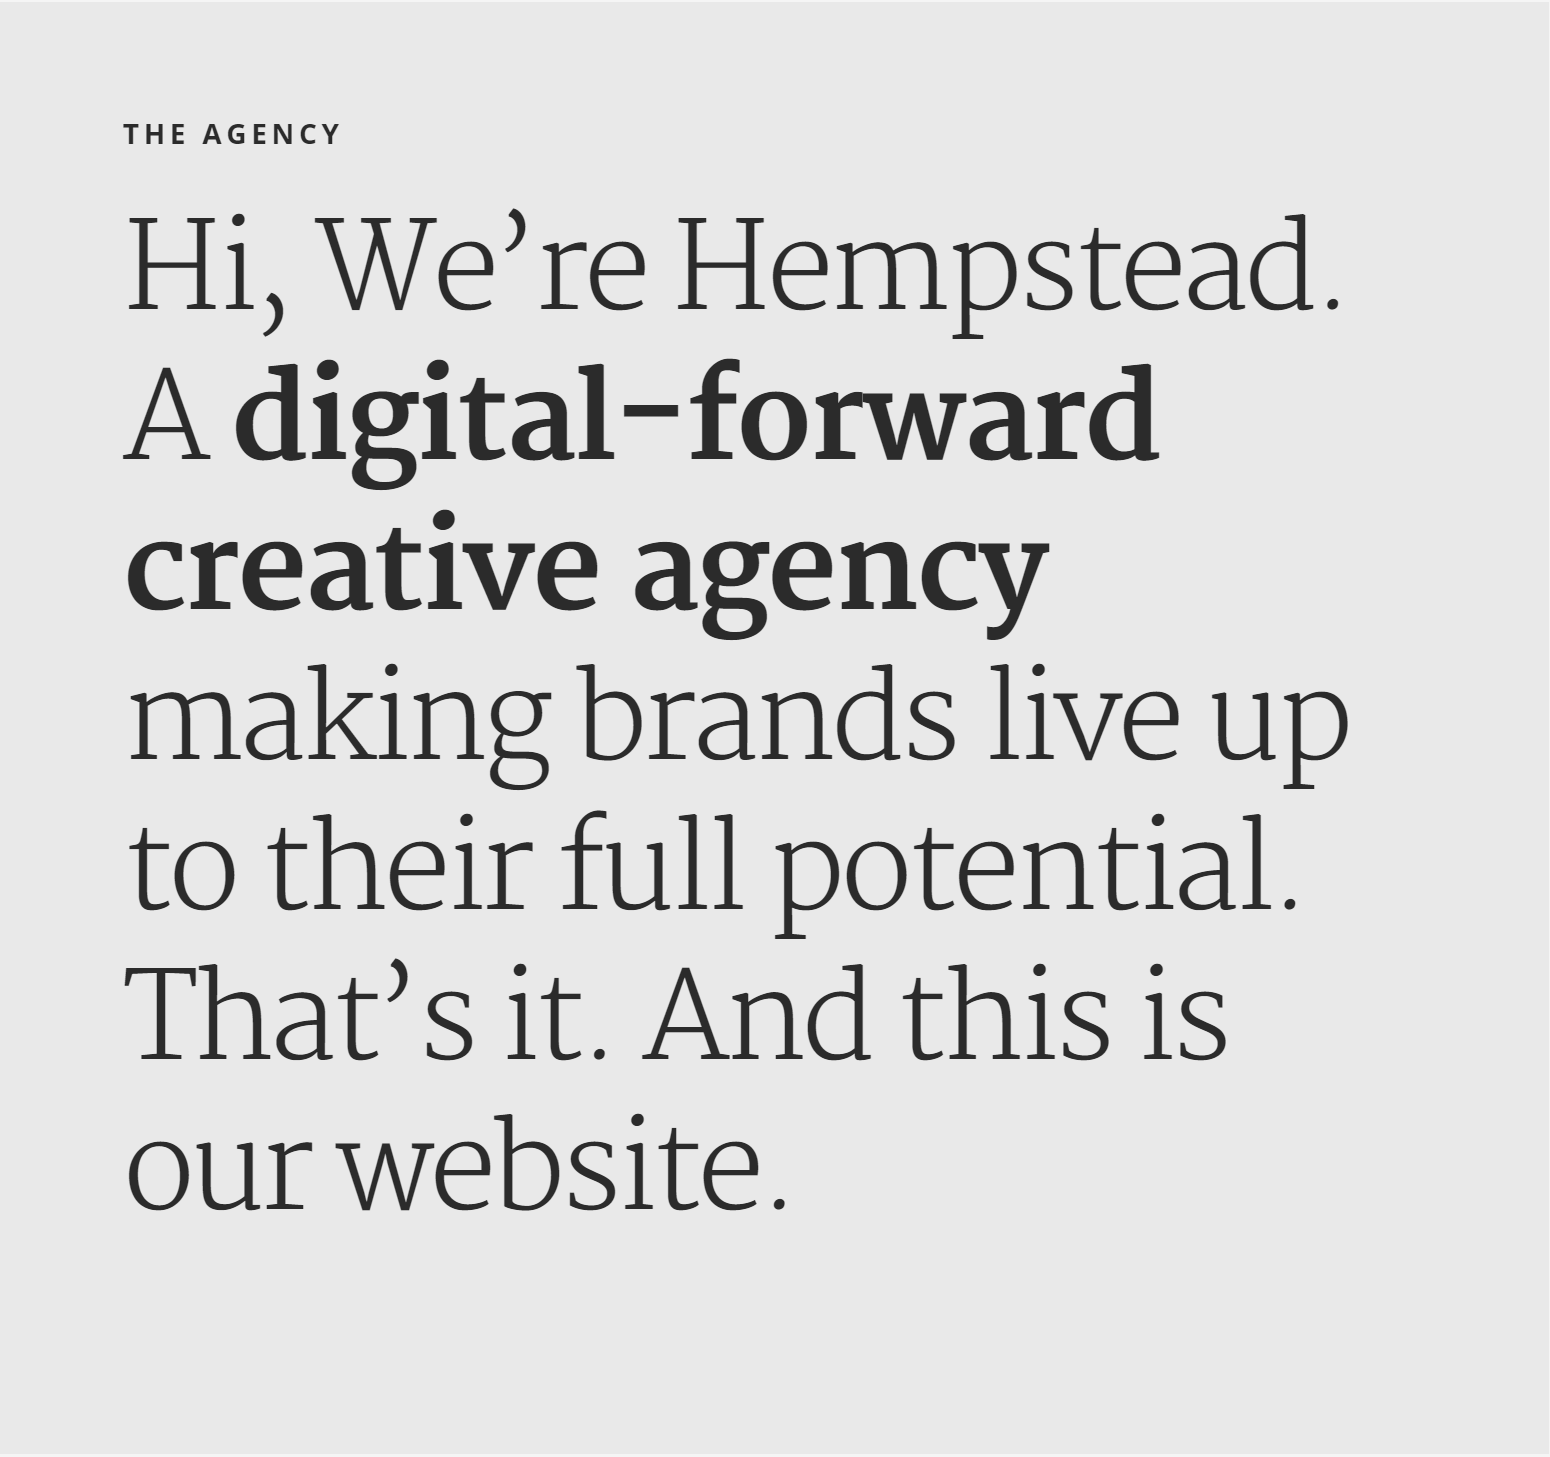 THE AGENCY
Hi, We’re Hempstead.
A digital-forward
creative agency
making brands live up
to their full potential.
That’s it. And this is
our website.